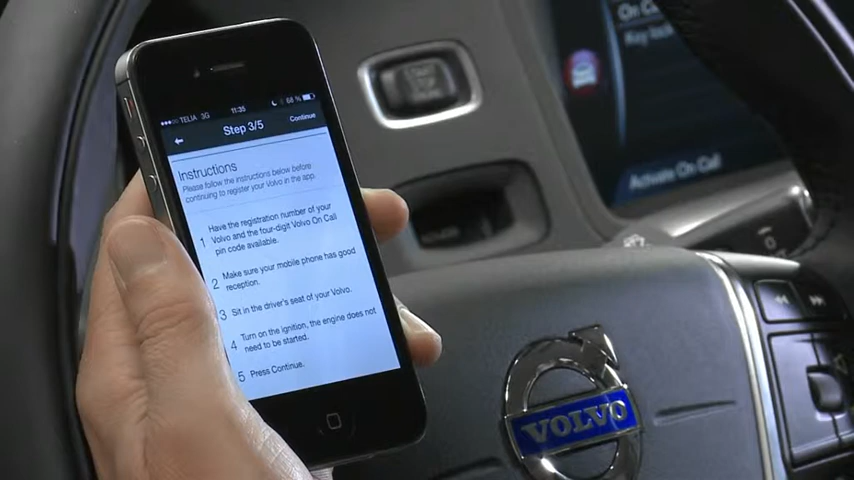 TELIA 3G 11:35 68 %
Step 3/5 Continue
Instructions
Please follow the instructions below before
continuing to register your Volvo in the app.
1 Have the registration number of your
Volvo and the four-digit Volvo On Call
pin code available.
2 Make sure your mobile phone has good
reception.
3 Sit in the driver's seat of your Volvo.
4 Turn on the ignition, the engine does not
need to be started.
5 Press Continue.
On
Key
Activate On Call
VOLVO